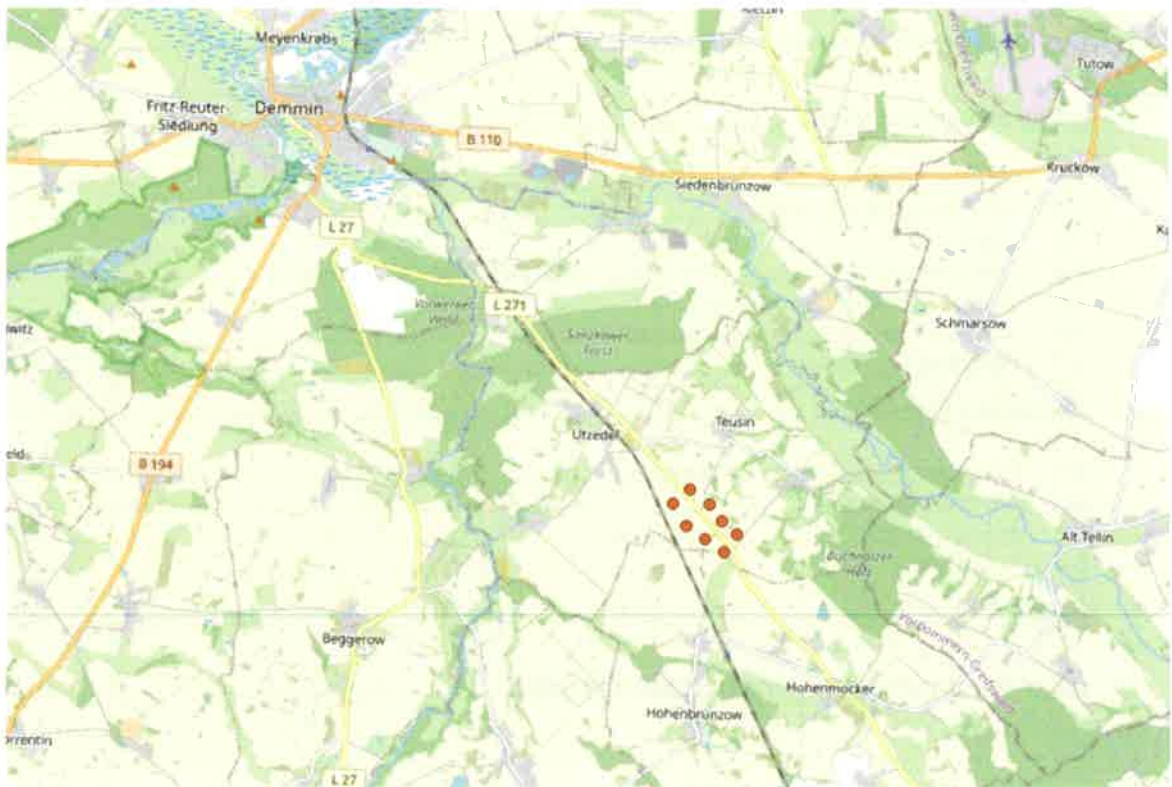 Meyenkrebs
Tutow
Fritz-Reuter-
Siedlung
Demmin
B 110
Kruckow
Siedenbrünzow
L 27
L 271
Schmarsow
Utzedel
Teusin
B 194
Alt Tellin
Beggerow
Hohenmocker
Hohenbrünzow
L 27